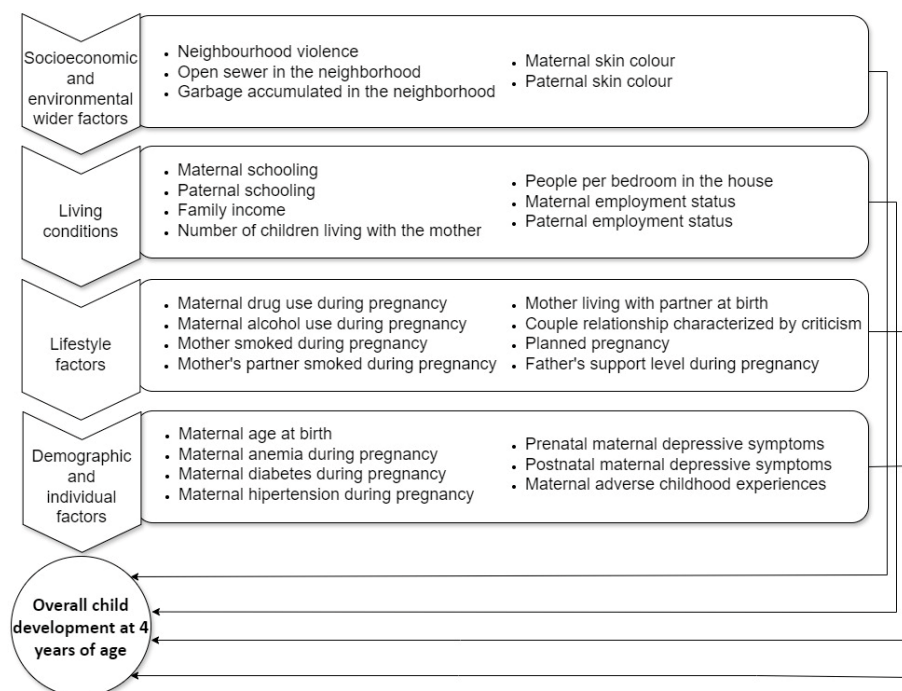 Socioeconomic
and
environmental
wider factors
• Neighbourhood violence
• Open sewer in the neighborhood
• Garbage accumulated in the neighborhood
• Maternal skin colour
• Paternal skin colour
Living
conditions
• Maternal schooling
• Paternal schooling
• Family income
• Number of children living with the mother
• People per bedroom in the house
• Maternal employment status
• Paternal employment status
Lifestyle
factors
• Maternal drug use during pregnancy
• Maternal alcohol use during pregnancy
• Mother smoked during pregnancy
• Mother's partner smoked during pregnancy
• Mother living with partner at birth
• Couple relationship characterized by criticism
• Planned pregnancy
• Father's support level during pregnancy
Demographic
and
individual
factors
• Maternal age at birth
• Maternal anemia during pregnancy
• Maternal diabetes during pregnancy
• Maternal hipertension during pregnancy
• Prenatal maternal depressive symptoms
• Postnatal maternal depressive symptoms
• Maternal adverse childhood experiences
Overall child
development at 4
years of age